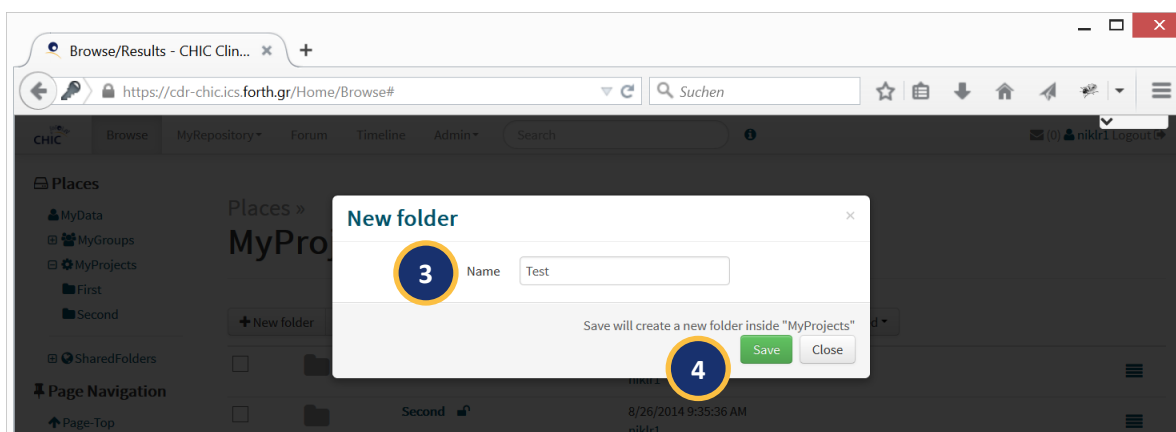 Browse/Results - CHIC Clin...
https://cdr-chic.ics.forth.gr/Home/Browse#
Suchen
CHIC Browse MyRepository Forum Timeline Admin Search (0) niklr1 Logout
Places
MyData
MyGroups
MyProjects
First
Second
SharedFolders
Page Navigation
Page-Top
Places »
MyPro
New folder
New folder
3 Name Test
Save will create a new folder inside "MyProjects"
4 Save Close
niklr1
Second 8/26/2014 9:35:36 AM
niklr1